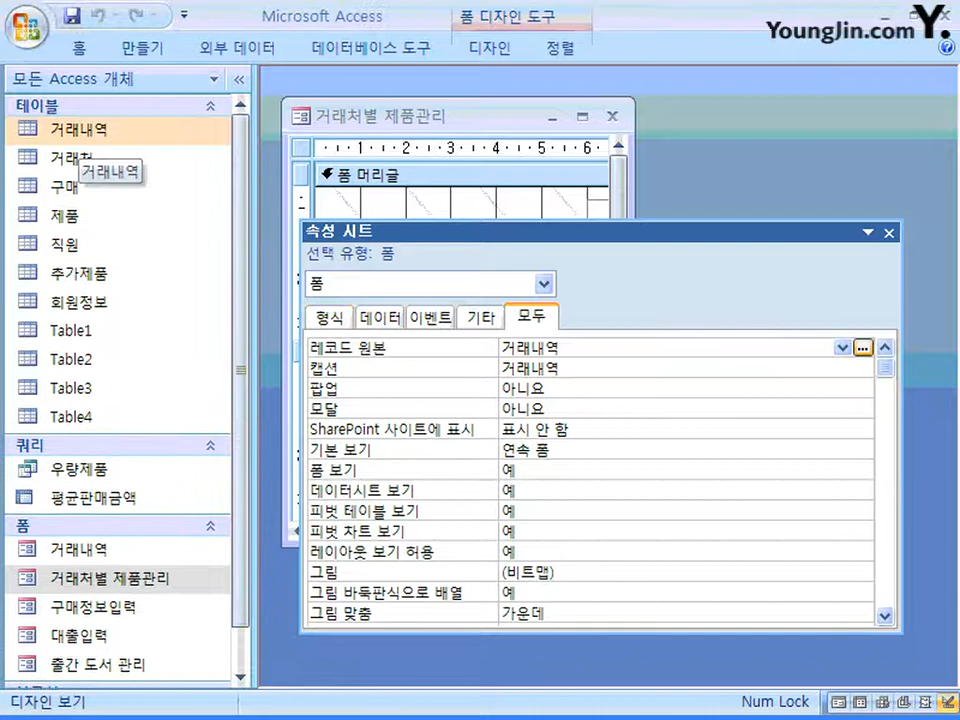 Microsoft Access
폼 디자인 도구
YoungJin.com Y.
홈 만들기 외부 데이터 데이터베이스 도구 디자인 정렬
모든 Access 개체
테이블
거래내역
거래처
거래내역
구매
제품
직원
추가제품
회원정보
Table1
Table2
Table3
Table4
쿼리
우량제품
평균판매금액
폼
거래내역
거래처별 제품관리
구매정보입력
대출입력
출간 도서 관리
거래처별 제품관리
1 2 3 4 5 6
폼 머리글
속성 시트
선택 유형: 폼
폼
형식 데이터 이벤트 기타 모두
레코드 원본 거래내역
캡션 거래내역
팝업 아니요
모달 아니요
SharePoint 사이트에 표시 표시 안 함
기본 보기 연속 폼
폼 보기 예
데이터시트 보기 예
피벗 테이블 보기 예
피벗 차트 보기 예
레이아웃 보기 허용 예
그림 (비트맵)
그림 바둑판식으로 배열 예
그림 맞춤 가운데
디자인 보기
Num Lock